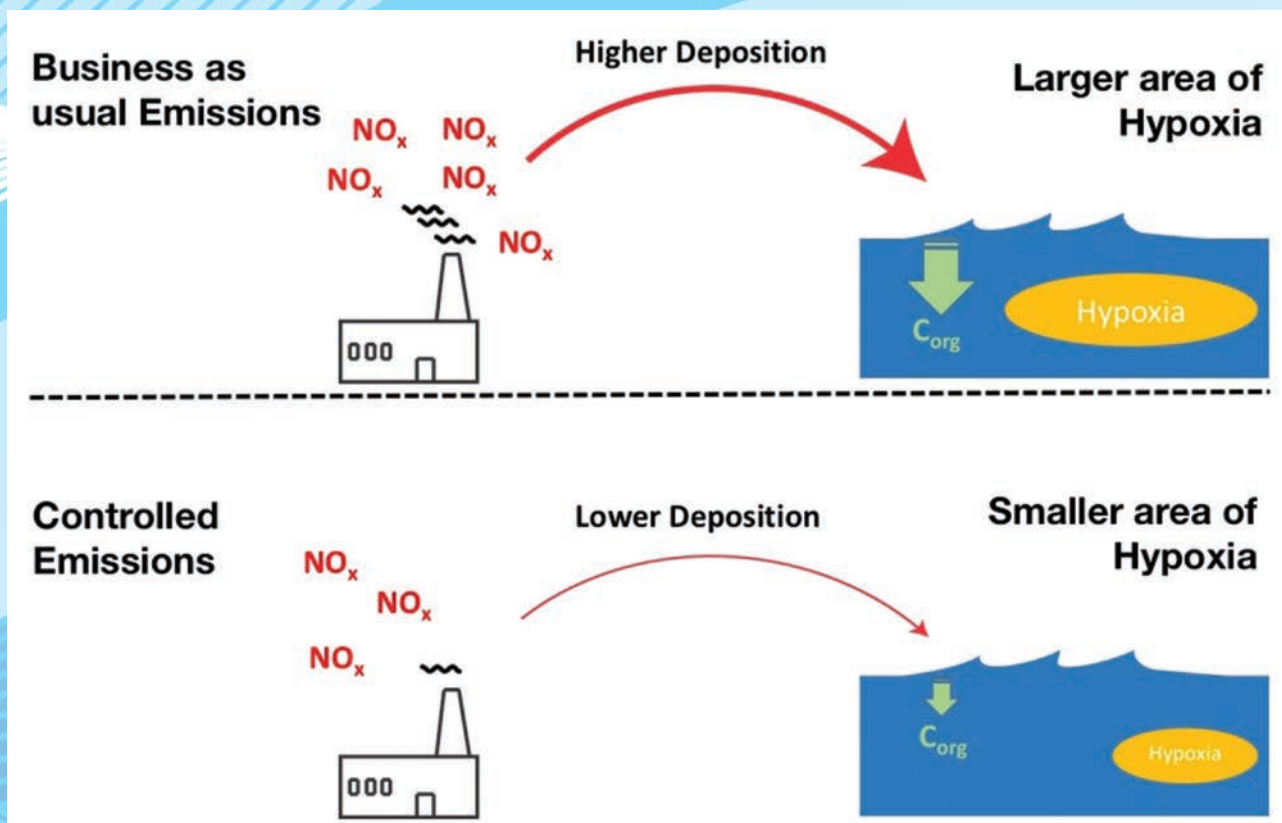 Business as
usual Emissions
Higher Deposition
Larger area of
Hypoxia
NOx
NOx
NOx
NOx
NOx
000
Corg
Hypoxia
Controlled
Emissions
Lower Deposition
Smaller area of
Hypoxia
NOx
NOx
NOx
000
Corg
Hypoxia